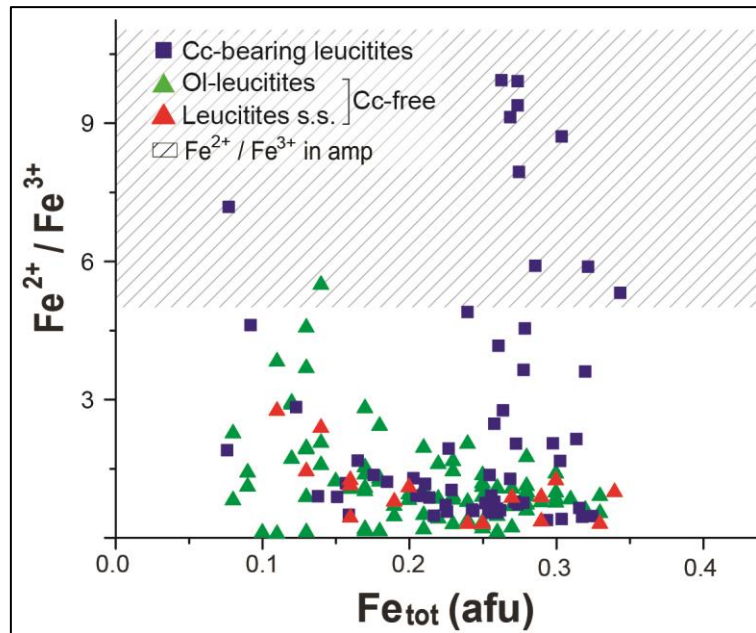 Cc-bearing leucitites
Ol-leucitites
Leucitites s.s.
Cc-free
Fe²⁺ / Fe³⁺ in amp
Fe²⁺ / Fe³⁺
9
6
3
0.0
0.1
0.2
0.3
0.4
Fetot (afu)